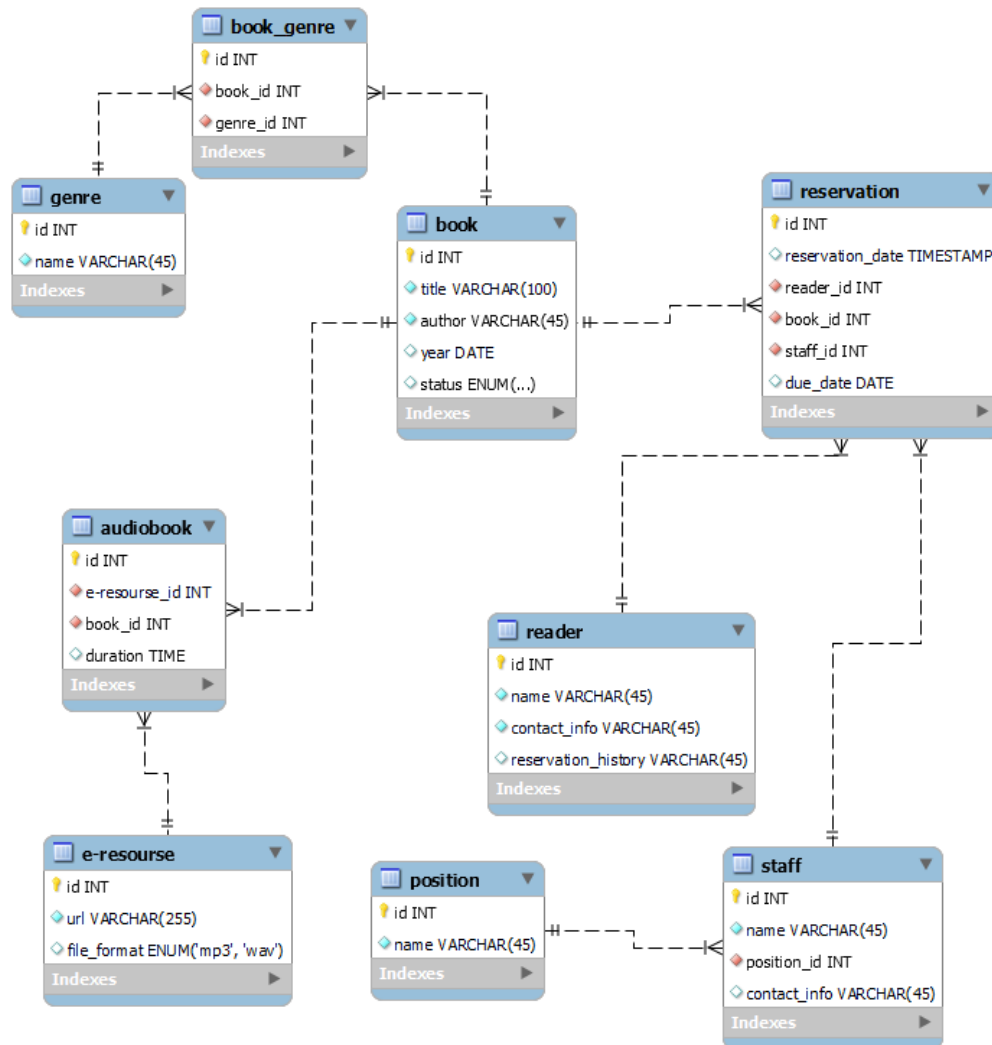 book_genre
id INT
book_id INT
genre_id INT
Indexes
genre
id INT
name VARCHAR(45)
Indexes
book
id INT
title VARCHAR(100)
author VARCHAR(45)
year DATE
status ENUM(...)
Indexes
reservation
id INT
reservation_date TIMESTAMP
reader_id INT
book_id INT
staff_id INT
due_date DATE
Indexes
audiobook
id INT
e-resourse_id INT
book_id INT
duration TIME
Indexes
reader
id INT
name VARCHAR(45)
contact_info VARCHAR(45)
reservation_history VARCHAR(45)
Indexes
e-resourse
id INT
url VARCHAR(255)
file_format ENUM('mp3', 'wav')
Indexes
position
id INT
name VARCHAR(45)
Indexes
staff
id INT
name VARCHAR(45)
position_id INT
contact_info VARCHAR(45)
Indexes